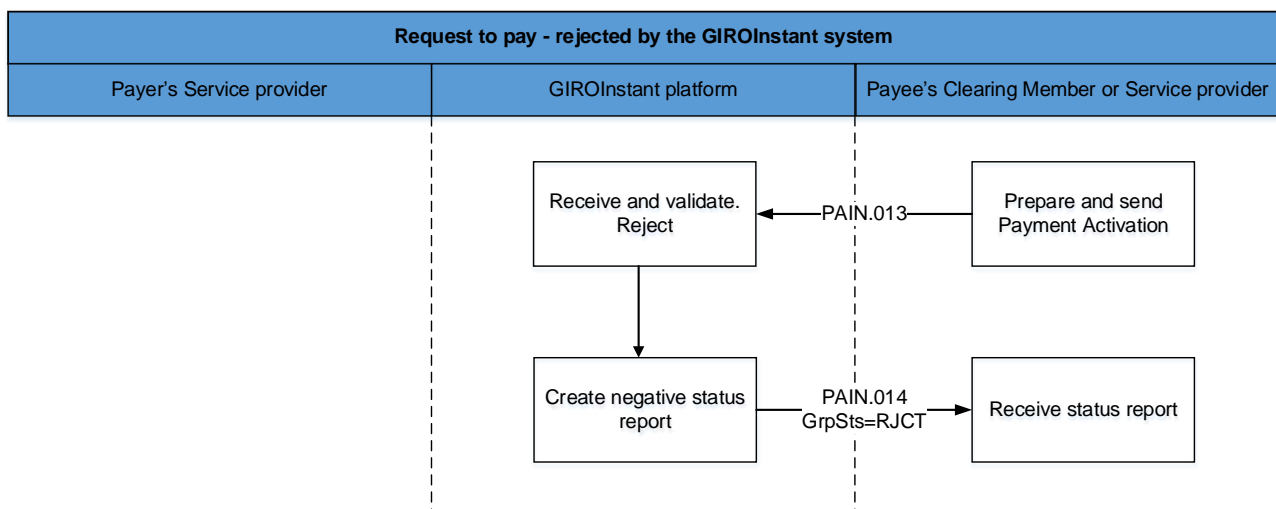 Request to pay - rejected by the GIROInstant system
Payer's Service provider
GIROInstant platform
Payee's Clearing Member or Service provider
Receive and validate.
Reject
PAIN.013
Prepare and send
Payment Activation
Create negative status
report
PAIN.014
GrpSts=RJCT
Receive status report